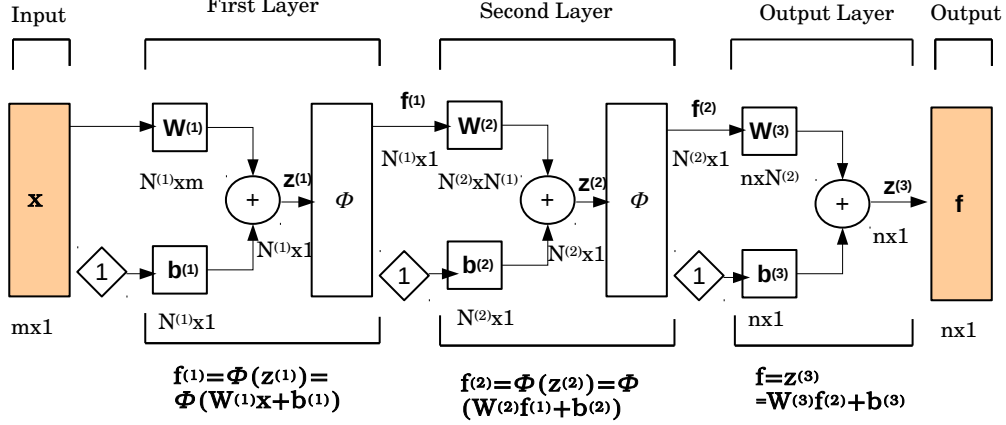 Input
First Layer
Second Layer
Output Layer
Output
x
mx1
W⁽¹⁾
N⁽¹⁾xm
1
b⁽¹⁾
N⁽¹⁾x1
+
z⁽¹⁾
N⁽¹⁾x1
Φ
f⁽¹⁾
N⁽¹⁾x1
W⁽²⁾
N⁽²⁾xN⁽¹⁾
1
b⁽²⁾
N⁽²⁾x1
+
z⁽²⁾
N⁽²⁾x1
Φ
f⁽²⁾
N⁽²⁾x1
W⁽³⁾
nxN⁽²⁾
1
b⁽³⁾
nx1
+
z⁽³⁾
nx1
f
nx1
f⁽¹⁾=Φ(z⁽¹⁾)=
Φ(W⁽¹⁾x+b⁽¹⁾)
f⁽²⁾=Φ(z⁽²⁾)=Φ
(W⁽²⁾f⁽¹⁾+b⁽²⁾)
f=z⁽³⁾
=W⁽³⁾f⁽²⁾+b⁽³⁾